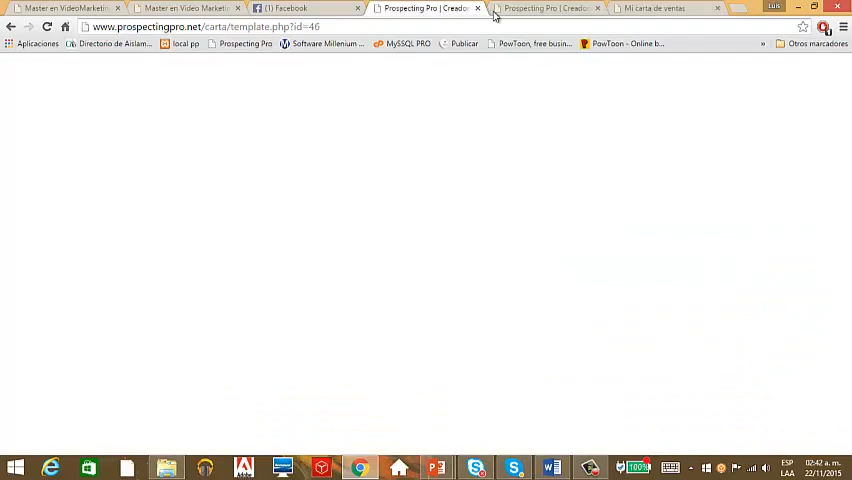 Master en VideoMarketin
Master en Video Marketin
(1) Facebook
Prospecting Pro | Creador
Prospecting Pro | Creador
Mi carta de ventas
Luis
www.prospectingpro.net/carta/template.php?id=46
Aplicaciones
Directorio de Aislam...
local pp
Prospecting Pro
Software Millenium ...
MySSQL PRO
Publicar
PowToon, free busin...
PowToon - Online b...
»
Otros marcadores
100%
ESP
LAA
02:42 a. m.
22/11/2015